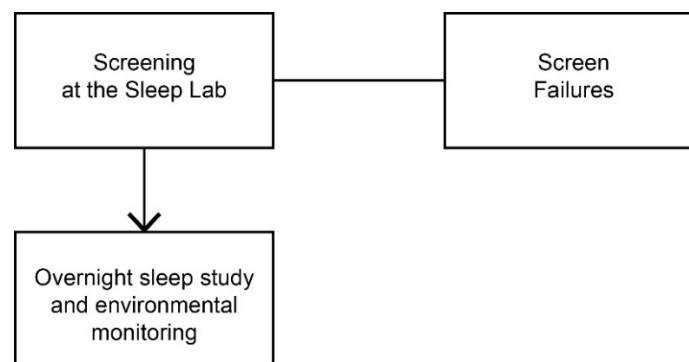 Screening
at the Sleep Lab
Screen
Failures
Overnight sleep study
and environmental
monitoring